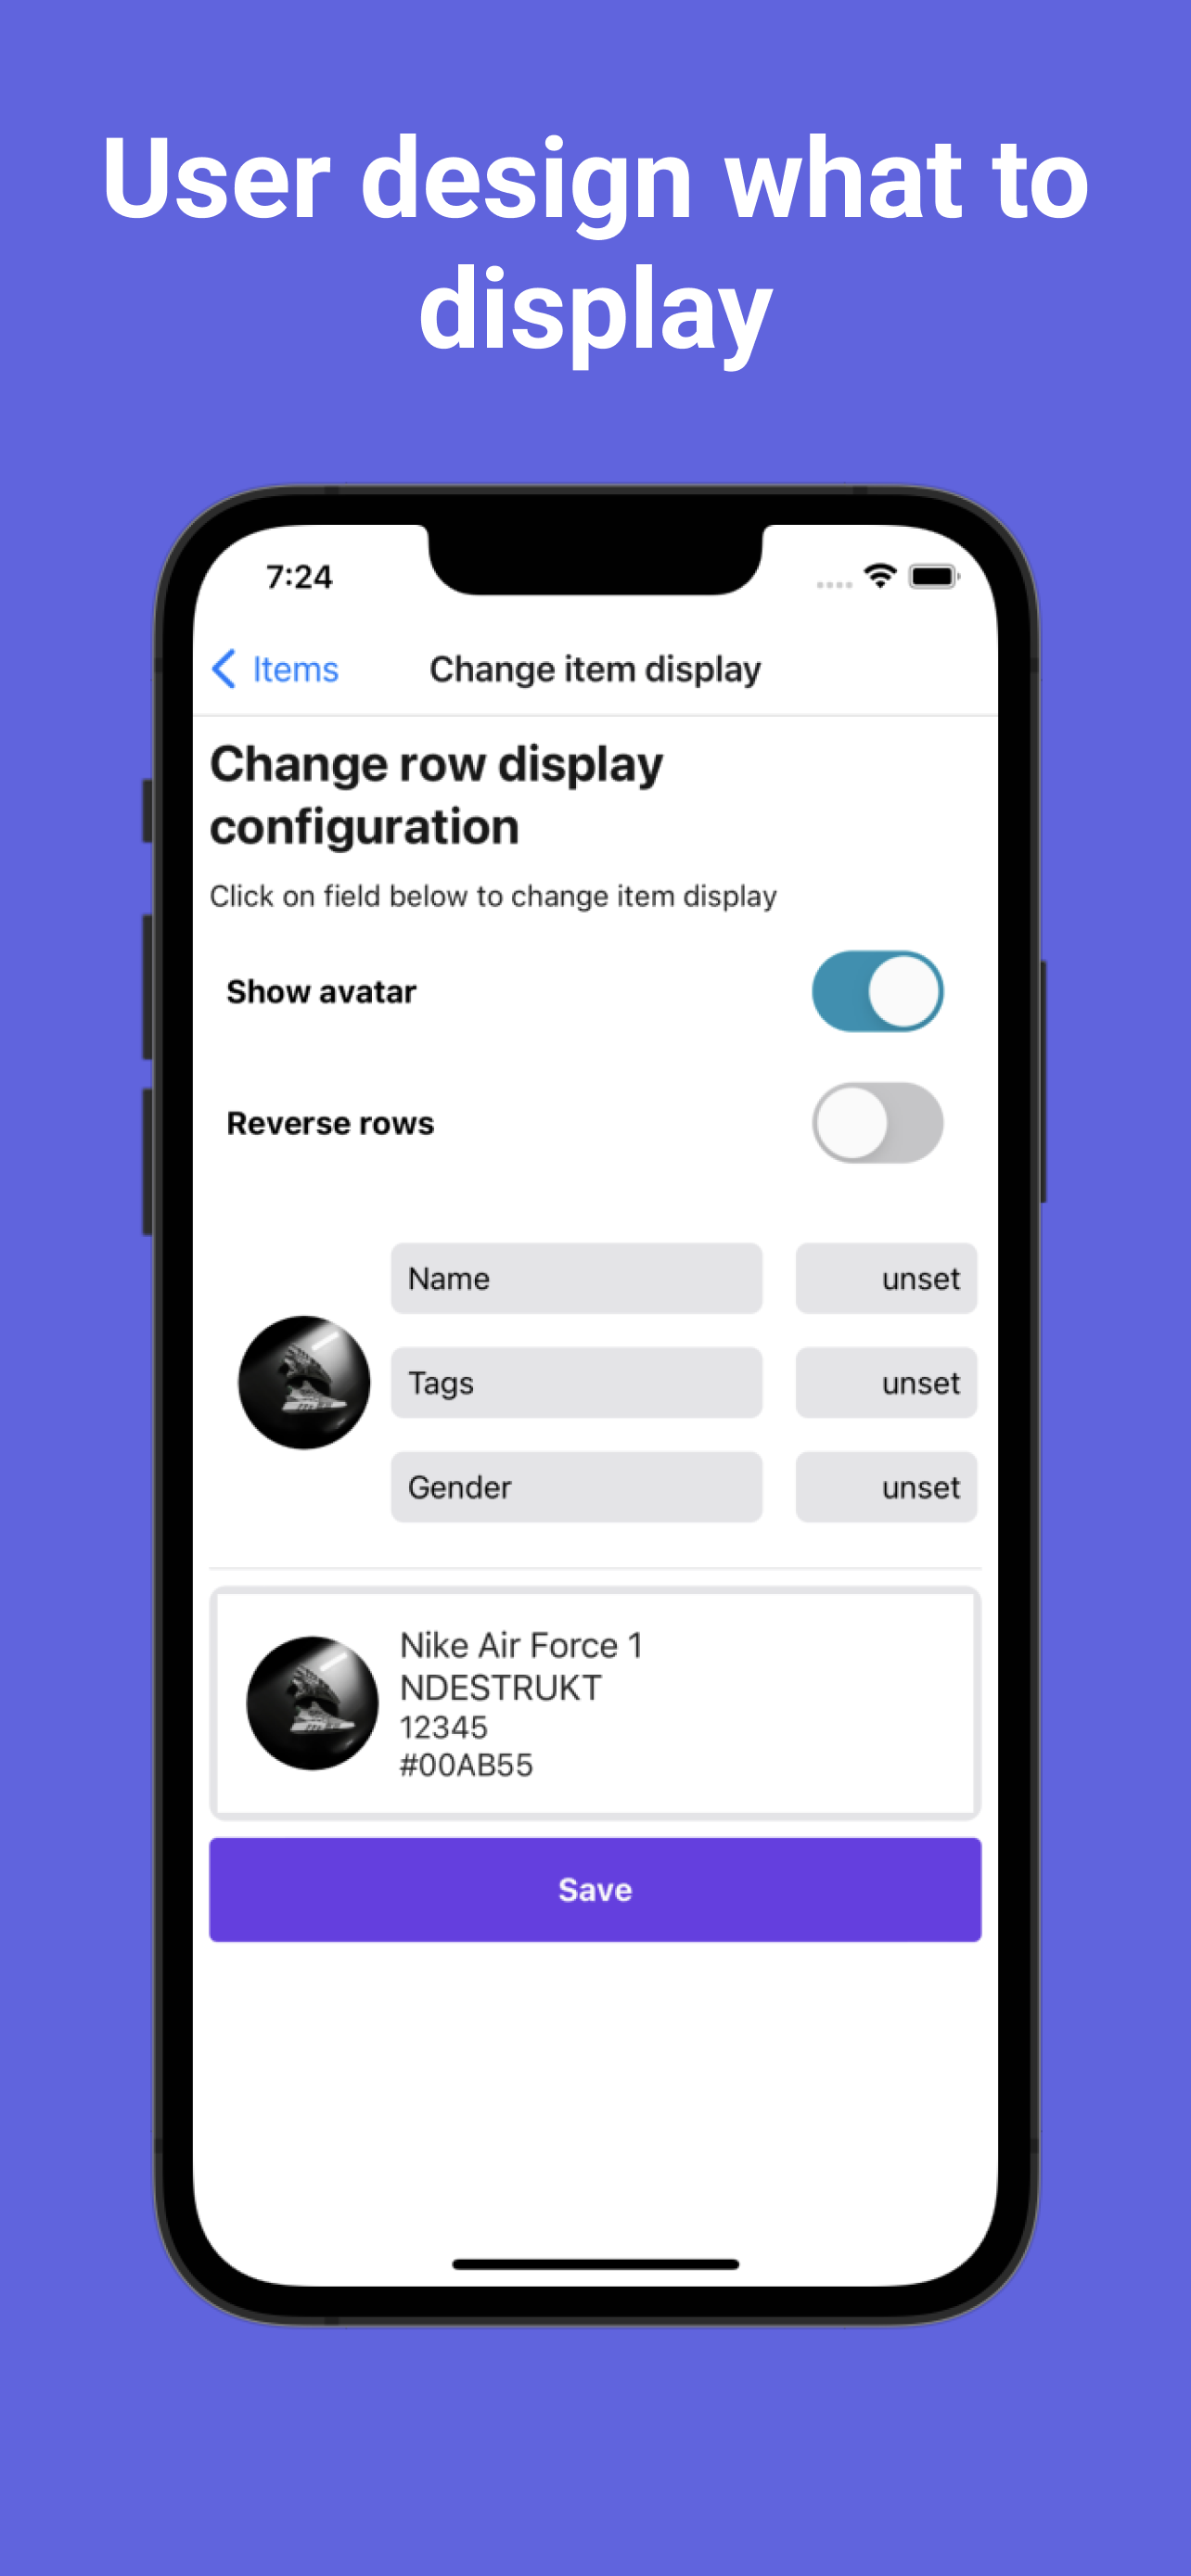 User design what to
display
7:24
Items Change item display
Change row display
configuration
Click on field below to change item display
Show avatar
Reverse rows
Name unset
Tags unset
Gender unset
Nike Air Force 1
NDESTRUKT
12345
#00AB55
Save